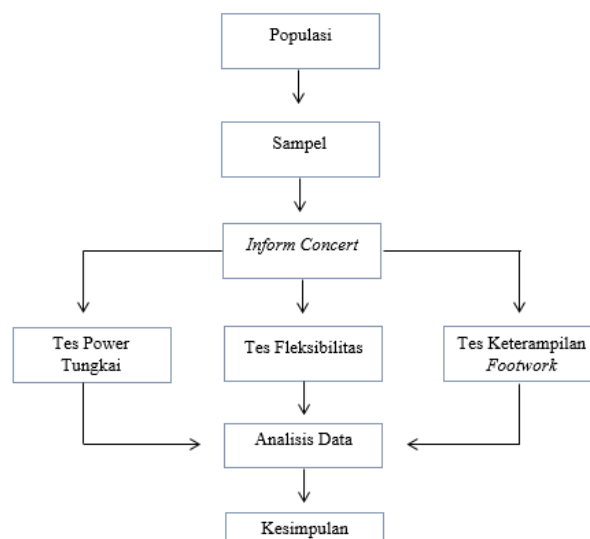 Populasi
Sampel
Inform Concert
Tes Power
Tungkai
Tes Fleksibilitas
Tes Keterampilan
Footwork
Analisis Data
Kesimpulan